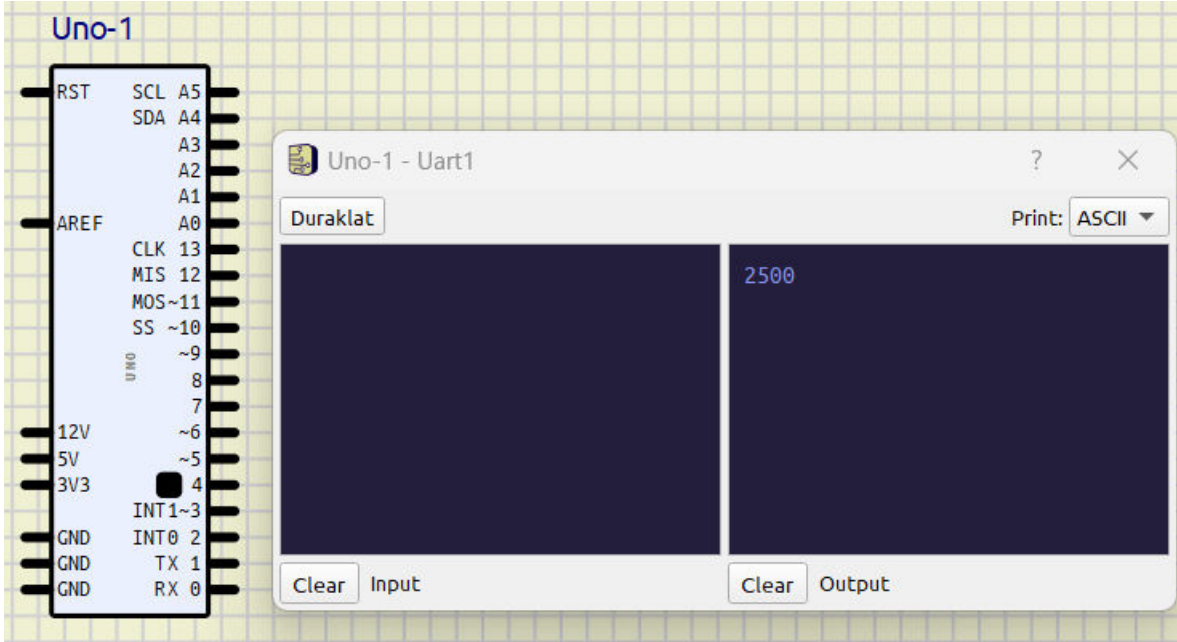 Uno-1
RST SCL A5
SDA A4
A3
A2
A1
AREF A0
CLK 13
MIS 12
MOS~11
SS ~10
~9
UNO
8
7
12V ~6
5V ~5
3V3 4
INT1~3
GND INT0 2
GND TX 1
GND RX 0
Uno-1 - Uart1 ?
Duraklat Print: ASCII
2500
Clear Input Clear Output